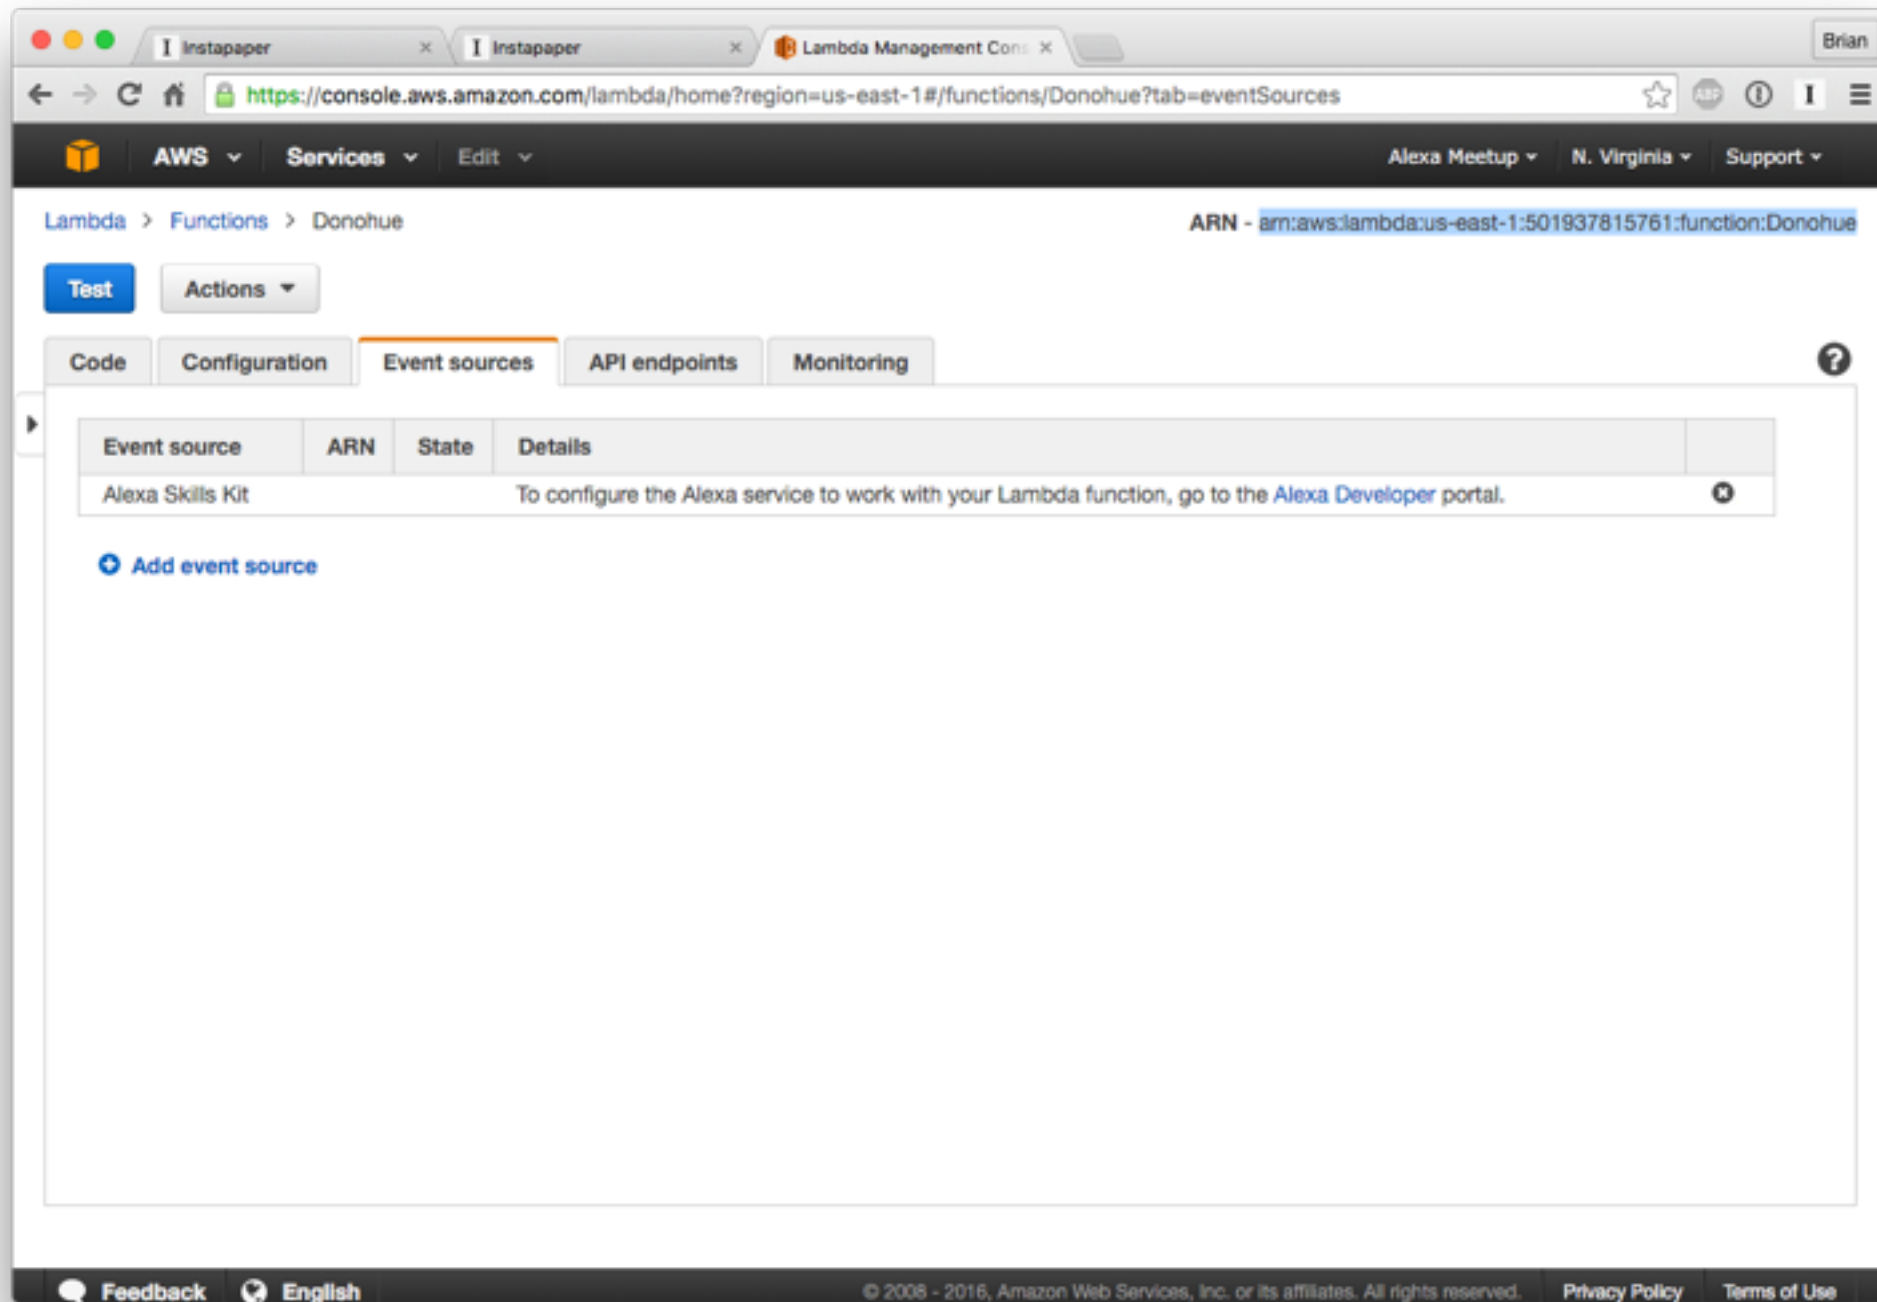 Instapaper × Instapaper × Lambda Management Con × Brian
https://console.aws.amazon.com/lambda/home?region=us-east-1#/functions/Donohue?tab=eventSources ABP I
AWS Services Edit Alexa Meetup N. Virginia Support
Lambda > Functions > Donohue ARN - arn:aws:lambda:us-east-1:501937815761:function:Donohue
Test Actions
Code Configuration Event sources API endpoints Monitoring ?
Event source ARN State Details
Alexa Skills Kit To configure the Alexa service to work with your Lambda function, go to the Alexa Developer portal.
Add event source
Feedback English © 2008 - 2016, Amazon Web Services, Inc. or its affiliates. All rights reserved. Privacy Policy Terms of Use